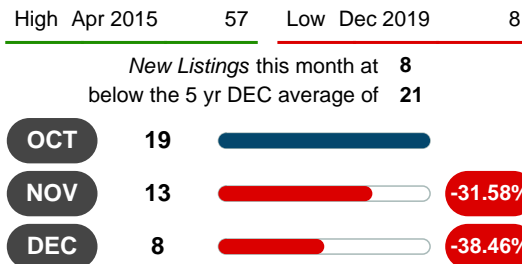 High Apr 2015 57 Low Dec 2019 8
New Listings this month at 8
below the 5 yr DEC average of 21
OCT 19
NOV 13 -31.58%
DEC 8 -38.46%